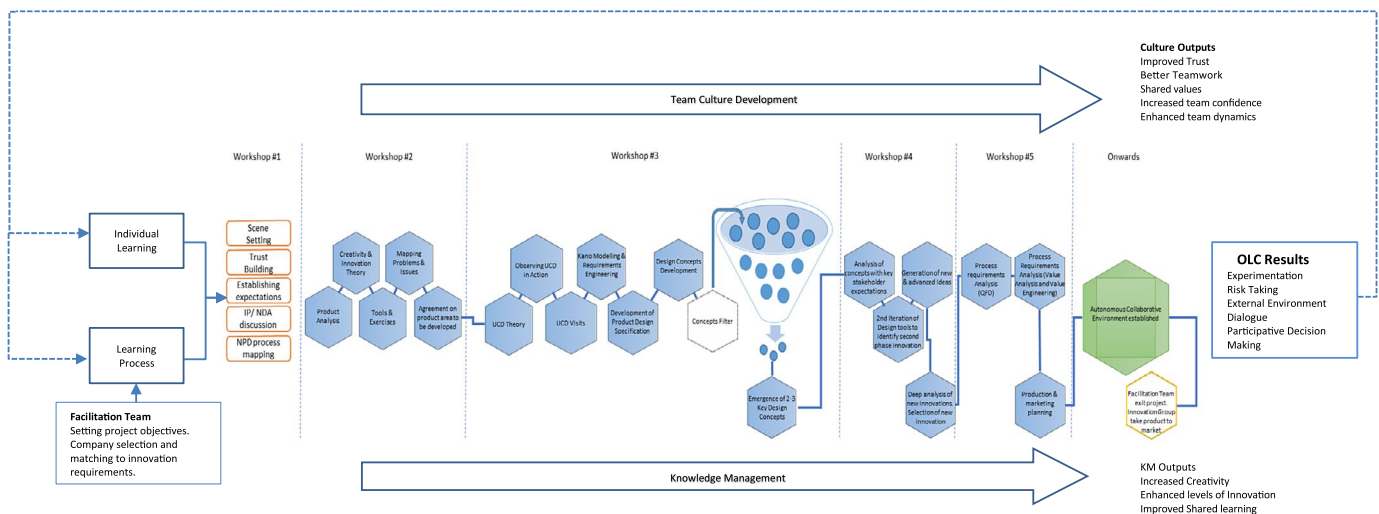 Culture Outputs
Improved Trust
Better Teamwork
Shared values
Increased team confidence
Enhanced team dynamics
Team Culture Development
Workshop #1
Workshop #2
Workshop #3
Workshop #4
Workshop #5
Onwards
Individual
Learning
Learning
Process
Facilitation Team
Setting project objectives.
Company selection and
matching to innovation
requirements.
Scene
Setting
Trust
Building
Establishing
expectations
IP/ NDA
discussion
NPD process
mapping
Product
Analysis
Creativity &
Innovation
Theory
Tools &
Exercises
Mapping
Problems &
Issues
Agreement on
product area to be
developed
UCD Theory
Observing UCD
in Action
UCD Visits
Kano Modelling &
Requirements
Engineering
Development of
Product Design
Specification
Design Concepts
Development
Concepts Filter
Emergence of 2-3
Key Design
Concepts
Analysis of
concepts with key
stakeholder
expectations
2nd Iteration of
Design tools to
identify second
phase innovation
Generation of new
& advanced ideas
Deep analysis of
new innovations.
Selection of new
Innovation
Process
requirements
Analysis
(QFD)
Process
Requirements
Analysis (Value
Analysis and Value
Engineering)
Production &
marketing
planning
Autonomous Collaborative
Environment established
Facilitation Team
exit project.
Innovation Group
take product to
market
OLC Results
Experimentation
Risk Taking
External Environment
Dialogue
Participative Decision
Making
Knowledge Management
KM Outputs
Increased Creativity
Enhanced levels of Innovation
Improved Shared learning